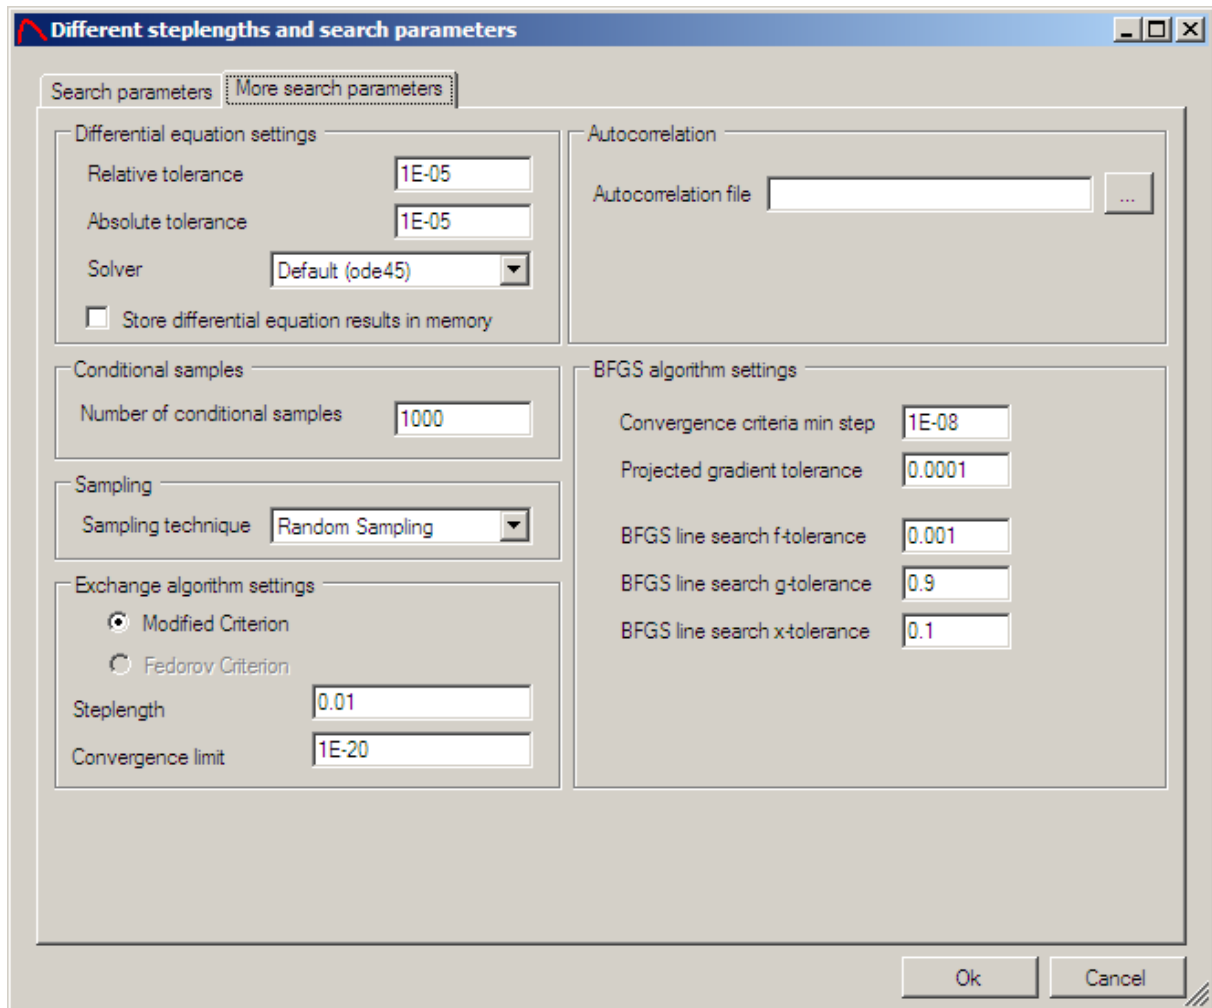 Different steplengths and search parameters
Search parameters
More search parameters
Differential equation settings
Relative tolerance
1E-05
Absolute tolerance
1E-05
Solver
Default (ode45)
Store differential equation results in memory
Autocorrelation
Autocorrelation file
...
Conditional samples
Number of conditional samples
1000
Sampling
Sampling technique
Random Sampling
Exchange algorithm settings
Modified Criterion
Fedorov Criterion
Steplength
0.01
Convergence limit
1E-20
BFGS algorithm settings
Convergence criteria min step
1E-08
Projected gradient tolerance
0.0001
BFGS line search f-tolerance
0.001
BFGS line search g-tolerance
0.9
BFGS line search x-tolerance
0.1
Ok
Cancel